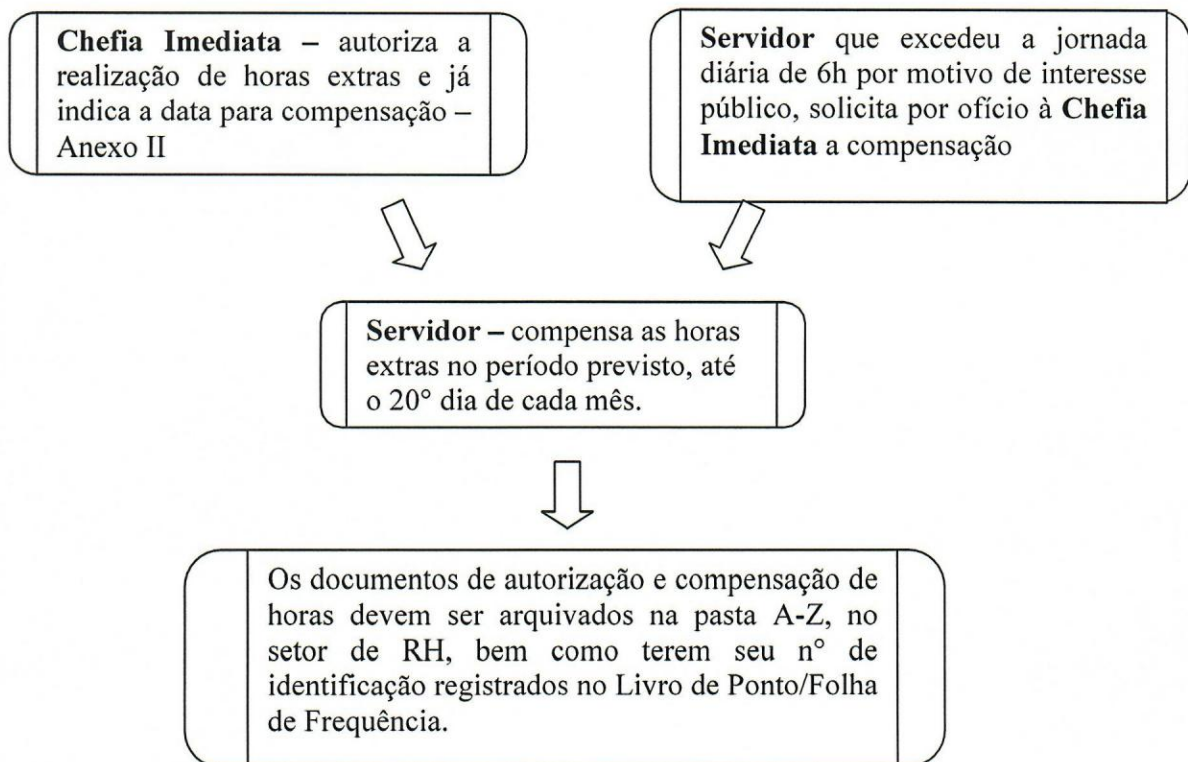 Chefia Imediata – autoriza a
realização de horas extras e já
indica a data para compensação –
Anexo II
Servidor que excedeu a jornada
diária de 6h por motivo de interesse
público, solicita por ofício à Chefia
Imediata a compensação
Servidor – compensa as horas
extras no período previsto, até
o 20° dia de cada mês.
Os documentos de autorização e compensação de
horas devem ser arquivados na pasta A-Z, no
setor de RH, bem como terem seu n° de
identificação registrados no Livro de Ponto/Folha
de Frequência.